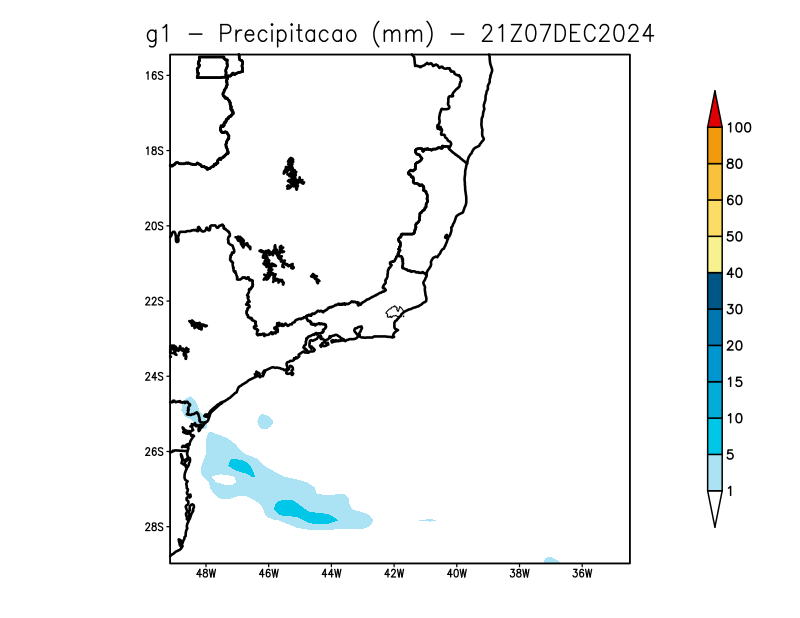 g1 – Precipitacao (mm) – 21Z07DEC2024
16S
18S
20S
22S
24S
26S
28S
48W 46W 44W 42W 40W 38W 36W
100
80
60
50
40
30
20
15
10
5
1